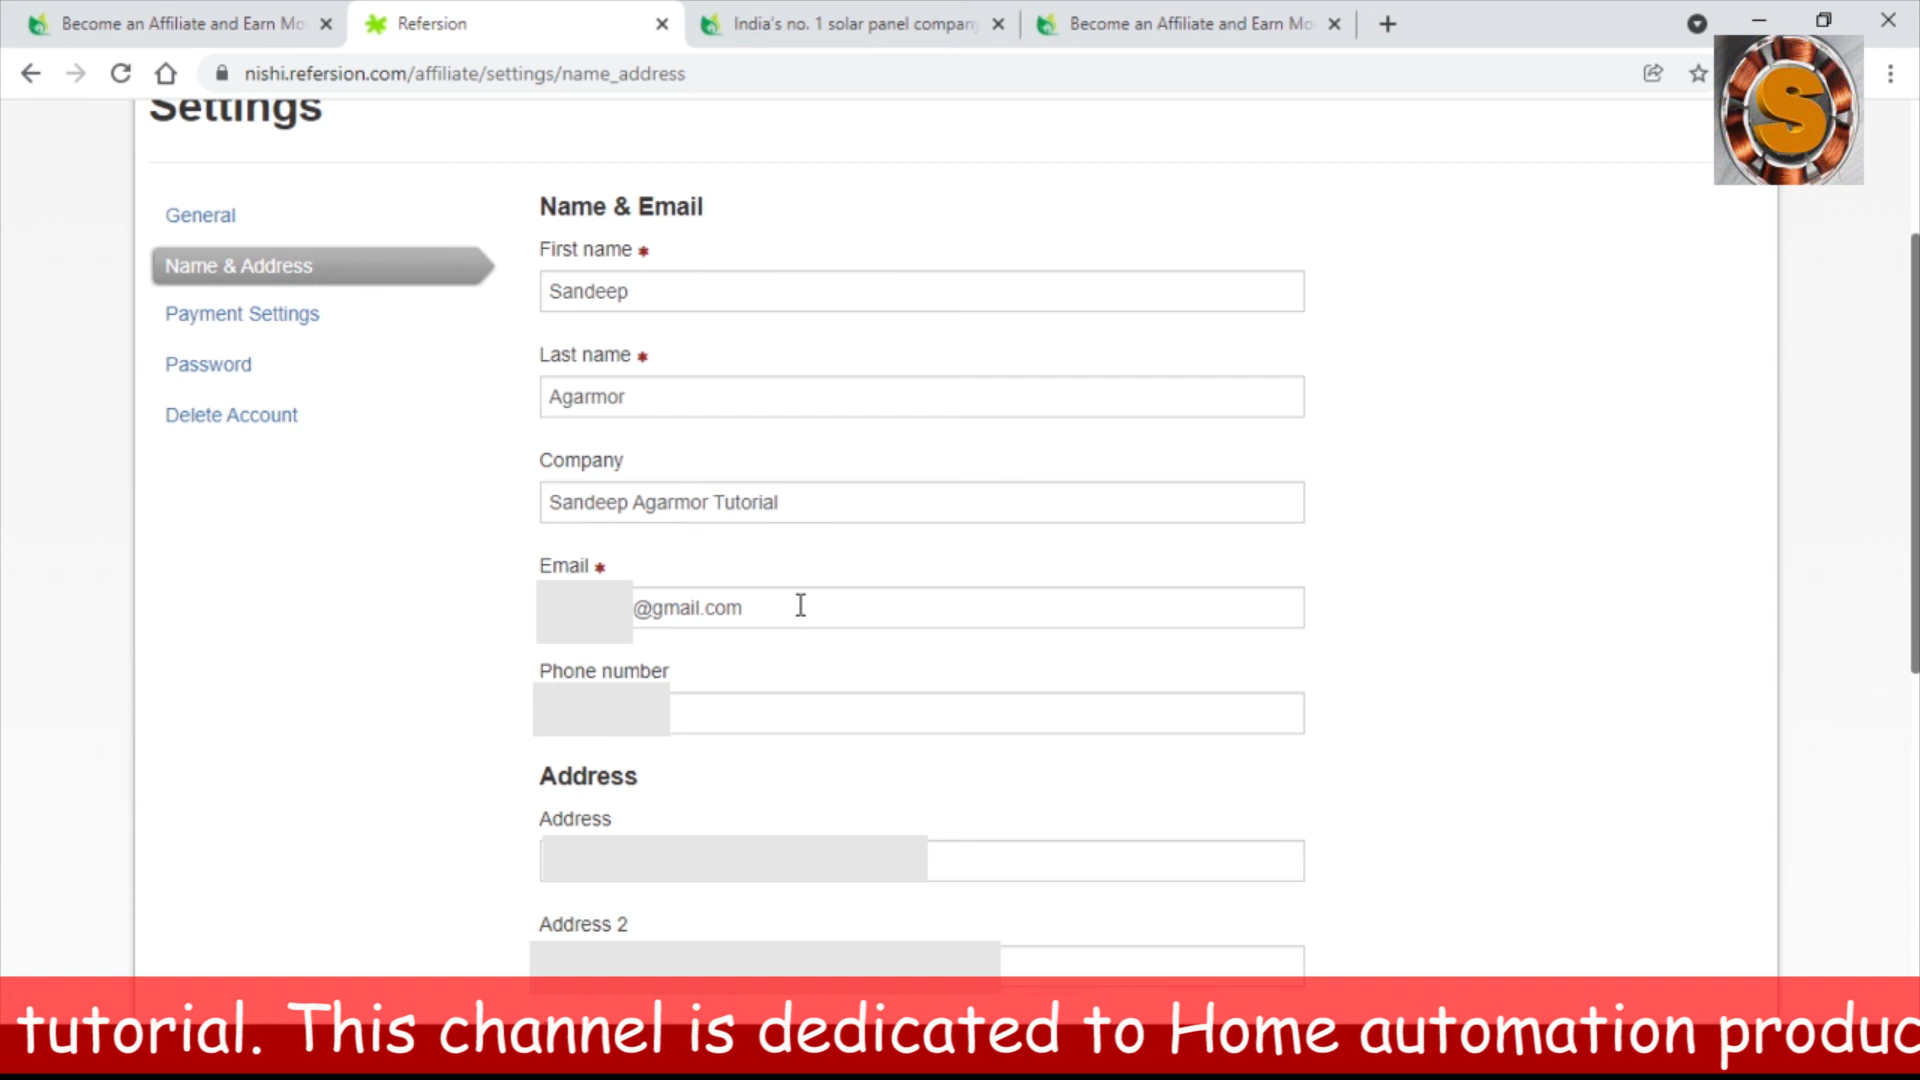 Become an Affiliate and Earn Mo
Refersion
India's no. 1 solar panel company
Become an Affiliate and Earn Mo
nishi.refersion.com/affiliate/settings/name_address
Settings
General
Name & Address
Payment Settings
Password
Delete Account
Name & Email
First name *
Sandeep
Last name *
Agarmor
Company
Sandeep Agarmor Tutorial
Email *
@gmail.com
Phone number
Address
Address
Address 2
S
tutorial. This channel is dedicated to Home automation produc